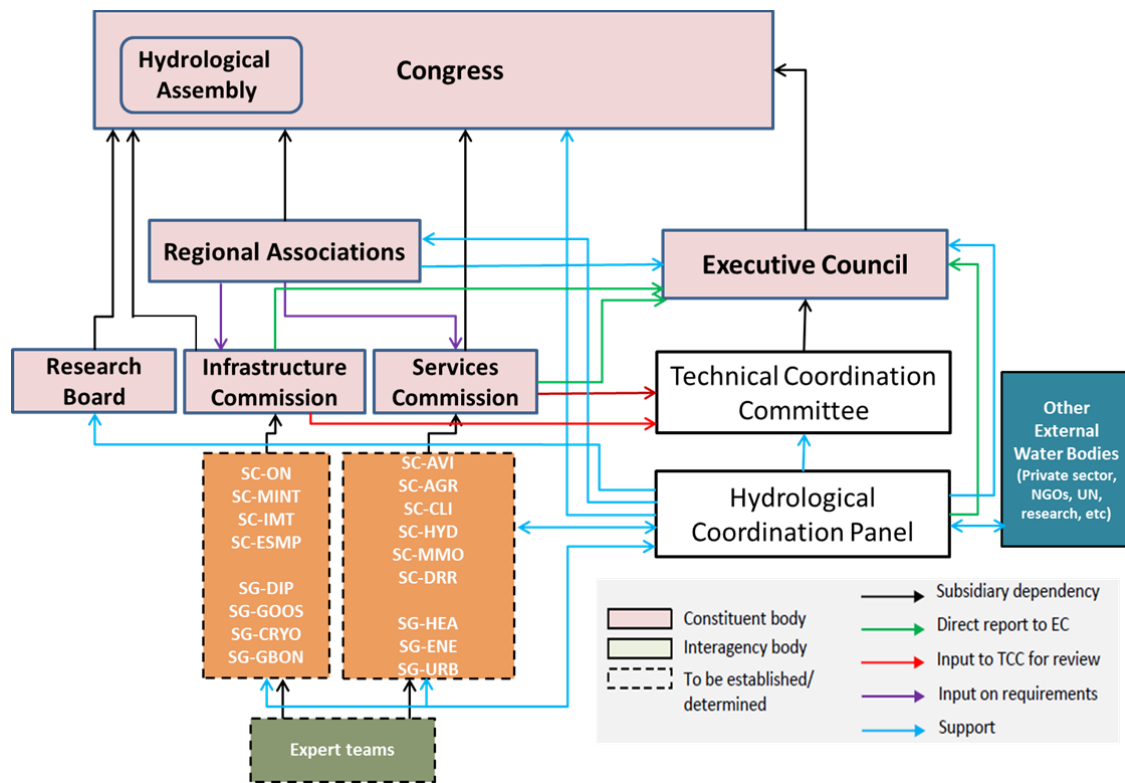 Hydrological
Assembly
Congress
Regional Associations
Executive Council
Research
Board
Infrastructure
Commission
Services
Commission
Technical Coordination
Committee
Other
External
Water Bodies
(Private sector,
NGOs, UN,
research, etc)
SC-ON
SC-MINT
SC-IMT
SC-ESMP
SG-DIP
SG-GOOS
SG-CRYO
SG-GBON
SC-AVI
SC-AGR
SC-CLI
SC-HYD
SC-MMO
SC-DRR
SG-HEA
SG-ENE
SG-URB
Hydrological
Coordination Panel
Expert teams
Constituent body
Interagency body
To be established/
determined
Subsidiary dependency
Direct report to EC
Input to TCC for review
Input on requirements
Support